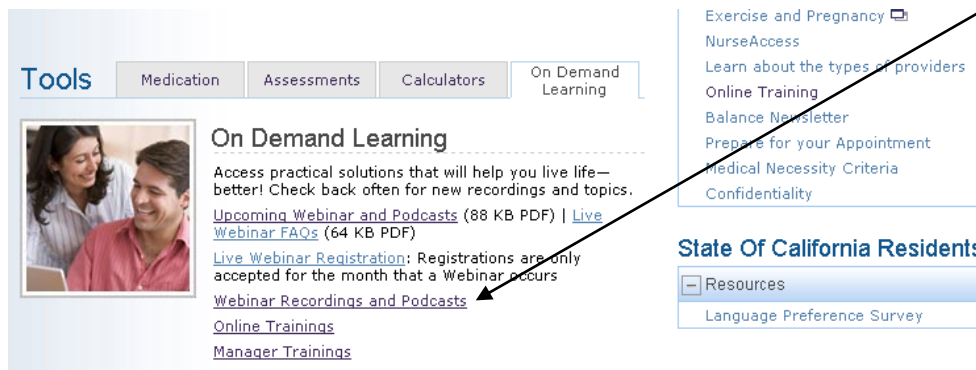 Tools
Medication
Assessments
Calculators
On Demand
Learning
On Demand Learning
Access practical solutions that will help you live life—
better! Check back often for new recordings and topics.
Upcoming Webinar and Podcasts (88 KB PDF) | Live
Webinar FAQs (64 KB PDF)
Live Webinar Registration: Registrations are only
accepted for the month that a Webinar occurs
Webinar Recordings and Podcasts
Online Trainings
Manager Trainings
Exercise and Pregnancy
NurseAccess
Learn about the types of providers
Online Training
Balance Newsletter
Prepare for your Appointment
Medical Necessity Criteria
Confidentiality
State Of California Residents
Resources
Language Preference Survey